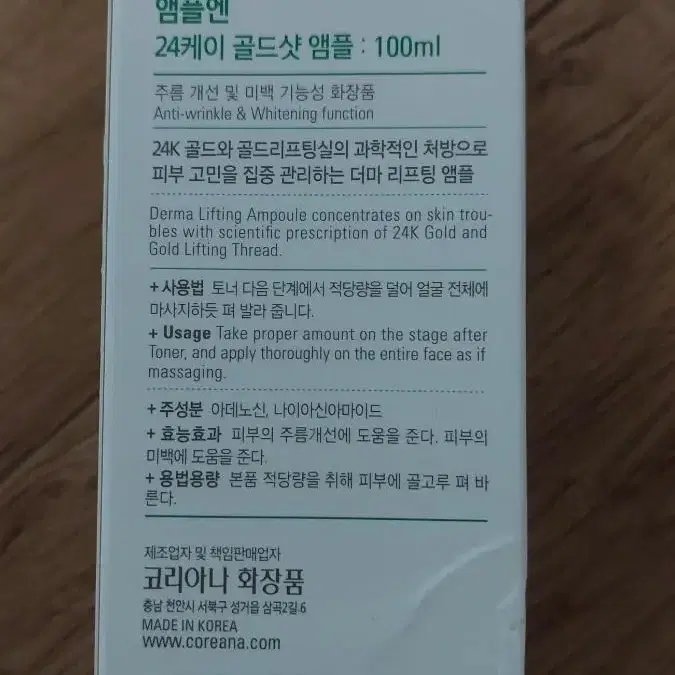 앰플엔
24케이 골드샷 앰플 : 100ml
주름 개선 및 미백 기능성 화장품
Anti-wrinkle & Whitening function
24K 골드와 골드리프팅실의 과학적인 처방으로
피부 고민을 집중 관리하는 더마 리프팅 앰플
Derma Lifting Ampoule concentrates on skin trou-
bles with scientific prescription of 24K Gold and
Gold Lifting Thread.
+ 사용법 토너 다음 단계에서 적당량을 덜어 얼굴 전체에
마사지하듯 펴 발라 줍니다.
+ Usage Take proper amount on the stage after
Toner, and apply thoroughly on the entire face as if
massaging.
+ 주성분 아데노신, 나이아신아마이드
+ 효능효과 피부의 주름개선에 도움을 준다. 피부의
미백에 도움을 준다.
+ 용법용량 본품 적당량을 취해 피부에 골고루 펴 바
른다.
제조업자 및 책임판매업자
코리아나 화장품
충남 천안시 서북구 성거읍 삼곡2길 6
MADE IN KOREA
www.coreana.com